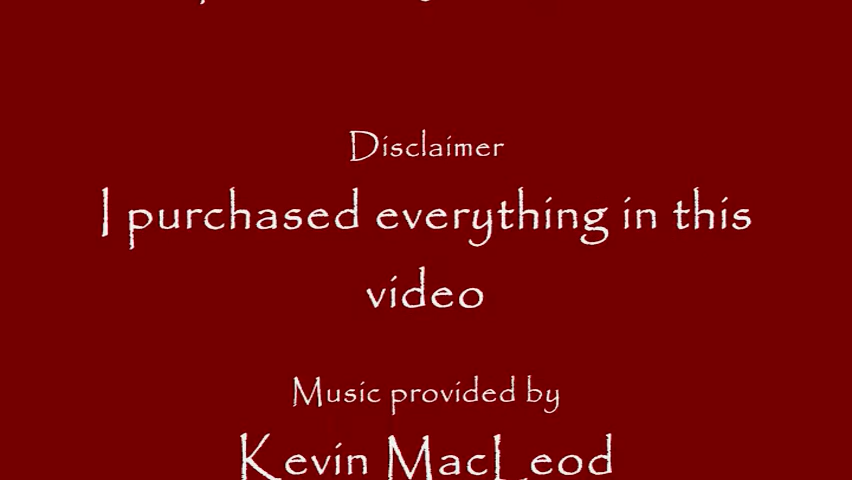 Disclaimer
I purchased everything in this
video
Music provided by
Kevin MacLeod